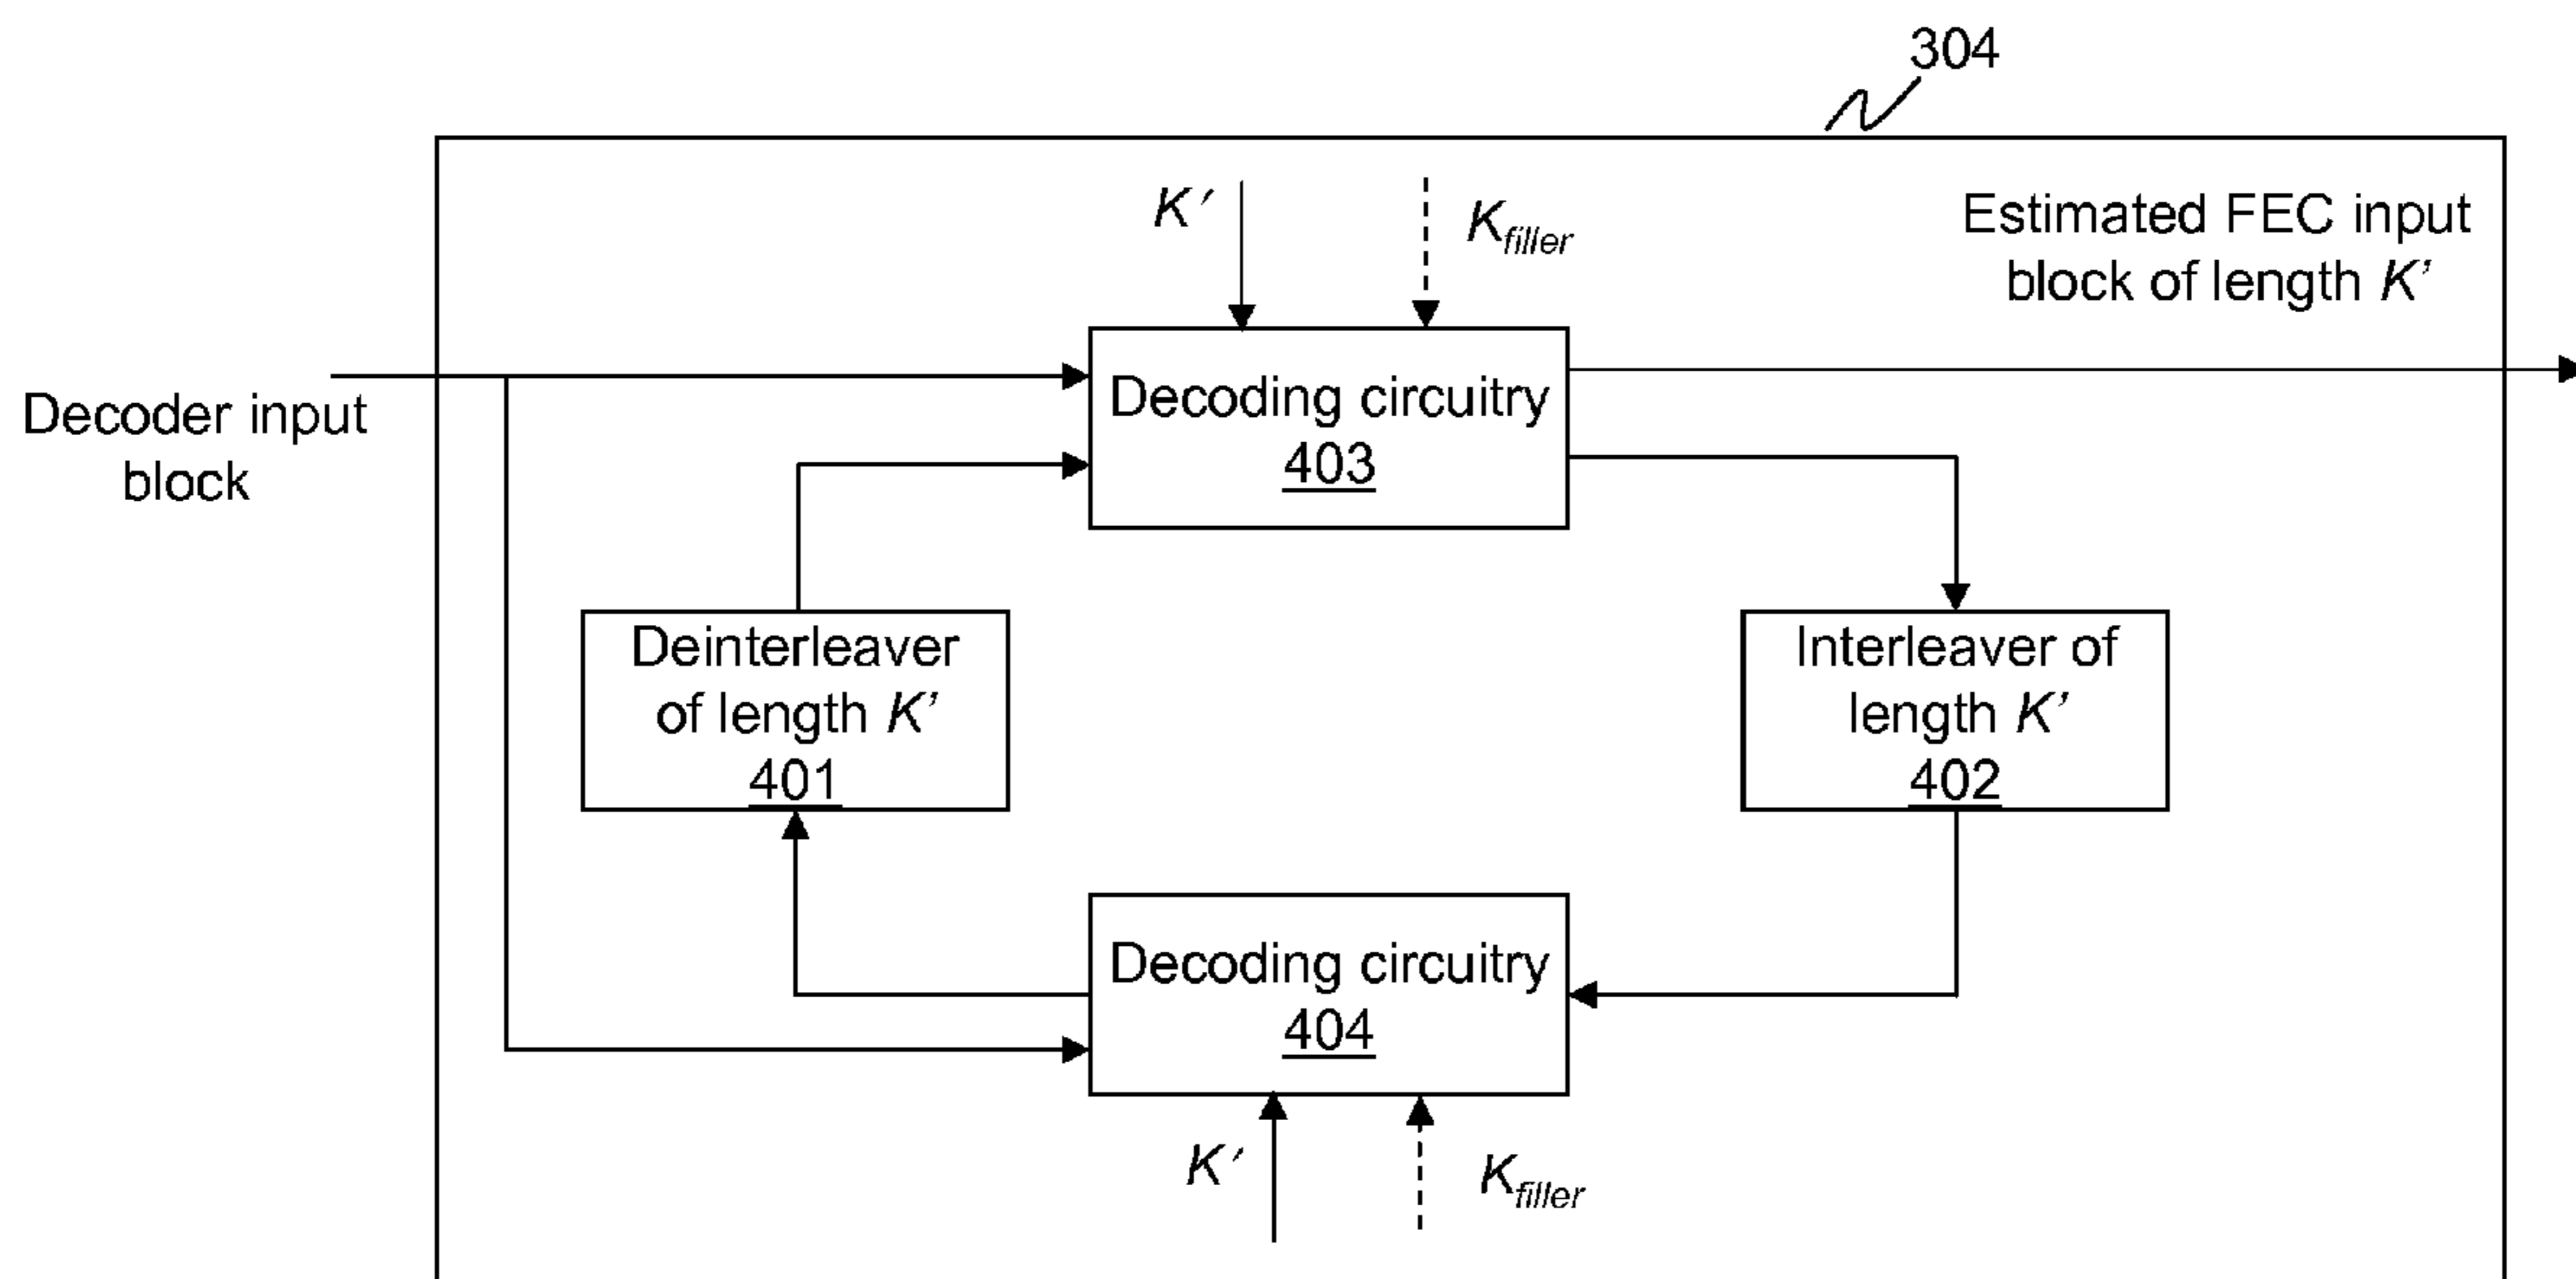 304
K′
K_filler
Estimated FEC input
block of length K’
Decoder input
block
Decoding circuitry
403
Deinterleaver
of length K’
401
Interleaver of
length K’
402
Decoding circuitry
404
K′
K_filler